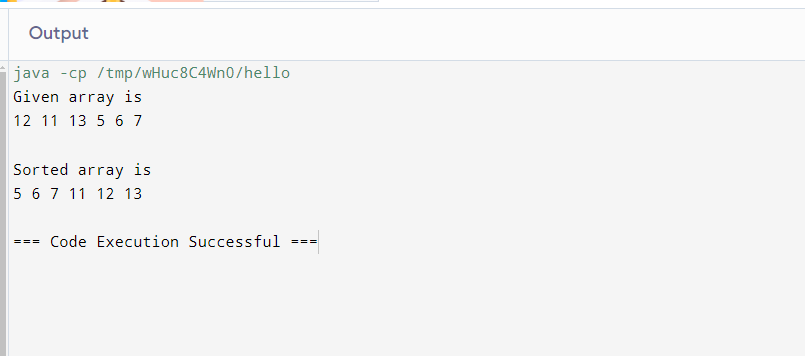 Output
java -cp /tmp/wHuc8C4Wn0/hello
Given array is
12 11 13 5 6 7
Sorted array is
5 6 7 11 12 13
=== Code Execution Successful ===